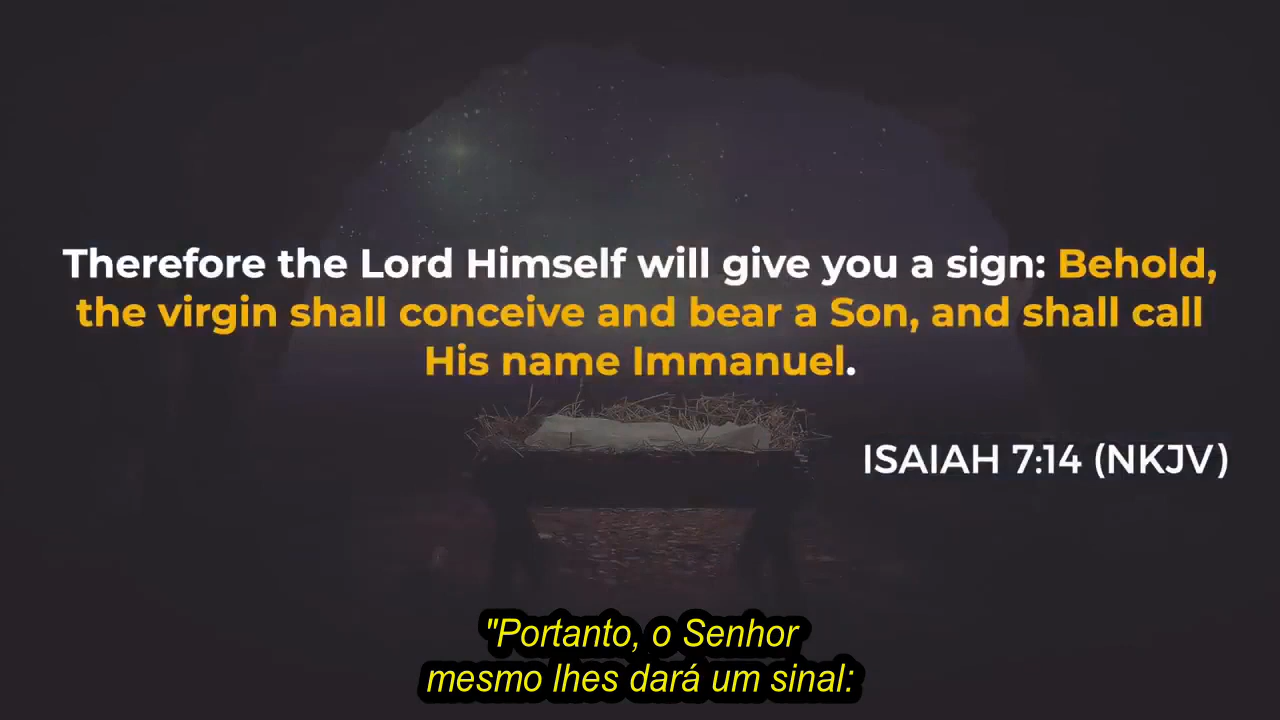 Therefore the Lord Himself will give you a sign: Behold,
the virgin shall conceive and bear a Son, and shall call
His name Immanuel.
ISAIAH 7:14 (NKJV)
"Portanto, o Senhor
mesmo lhes dará um sinal: